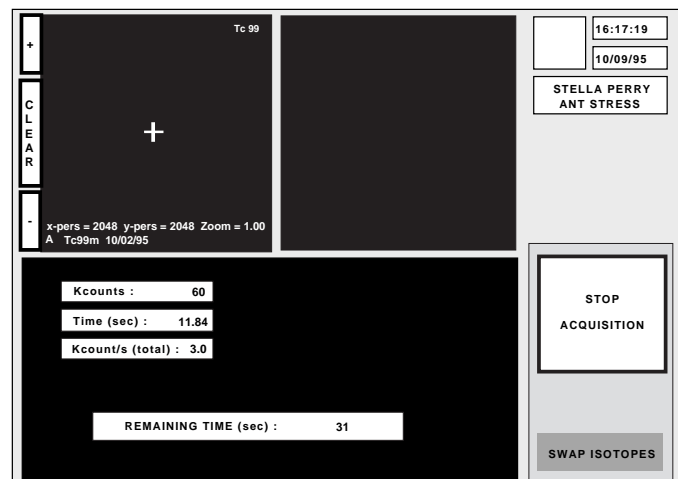 +
CLEAR
-
Tc 99
x-pers = 2048 y-pers = 2048 Zoom = 1.00
A Tc99m 10/02/95
16:17:19
10/09/95
STELLA PERRY
ANT STRESS
Kcounts : 60
Time (sec) : 11.84
Kcount/s (total) : 3.0
REMAINING TIME (sec) : 31
STOP
ACQUISITION
SWAP ISOTOPES